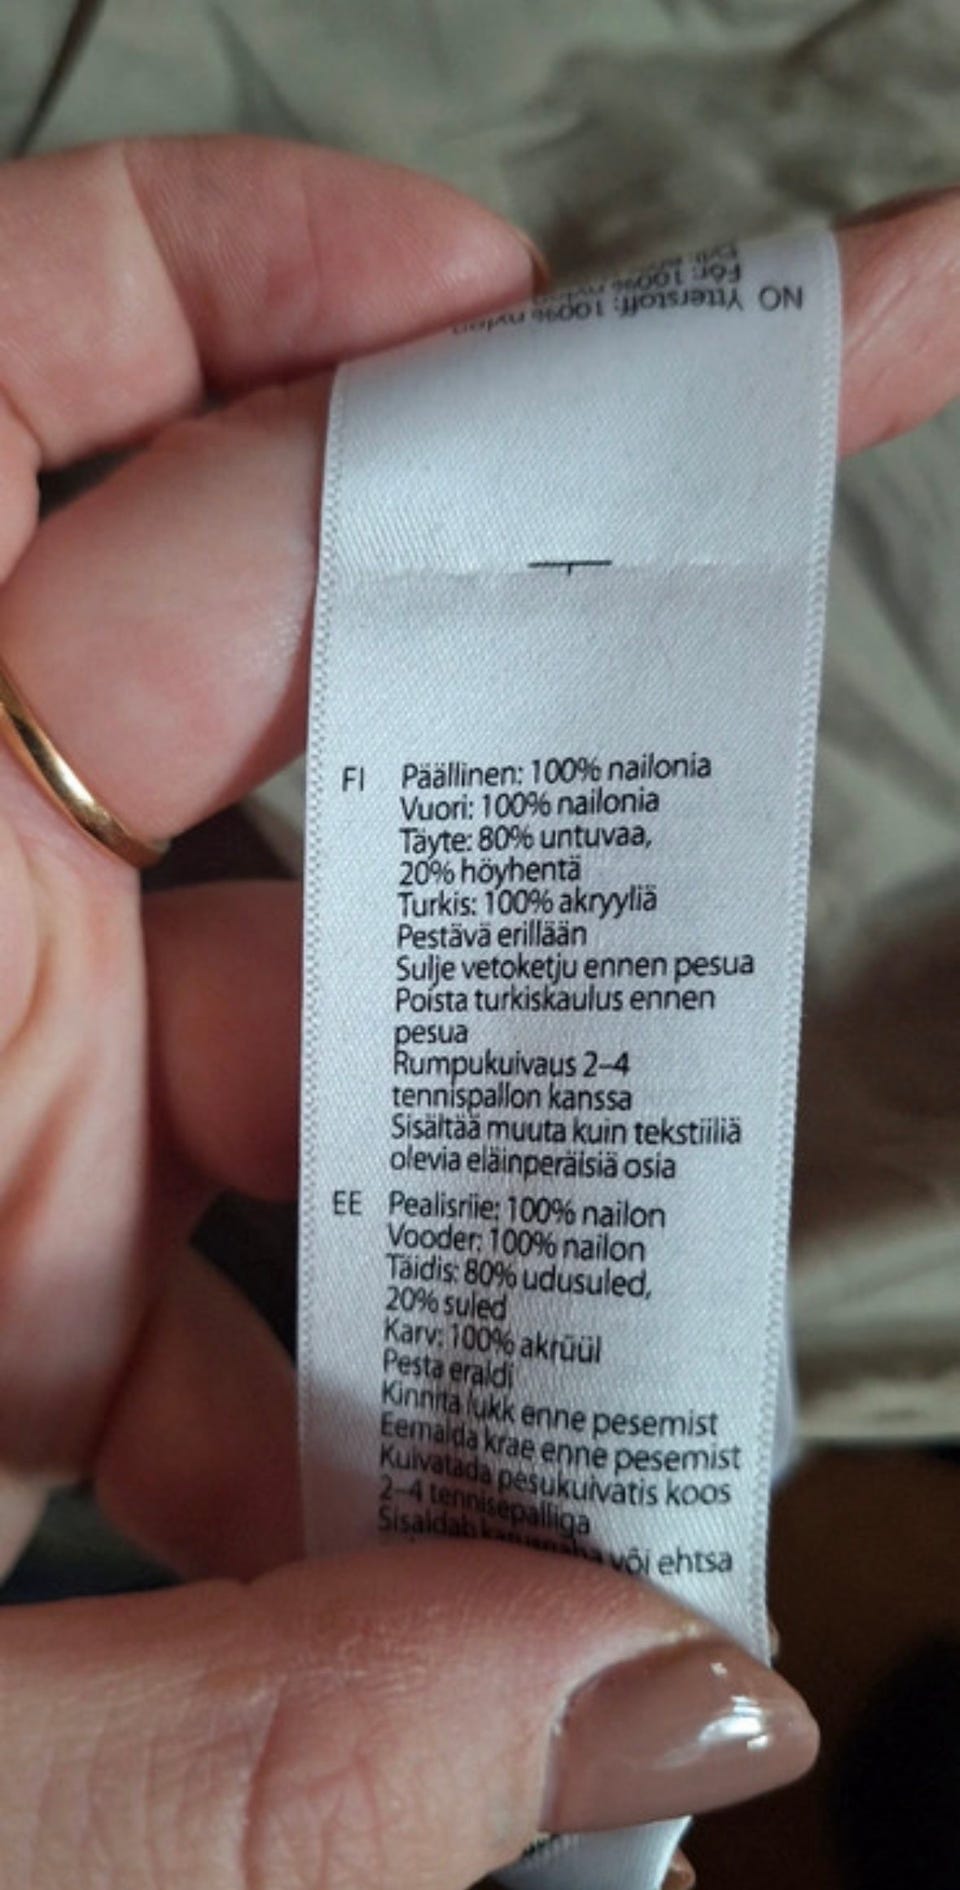 NO Ytterstoff: 100% nylon
Fôr: 100%
FI Päällinen: 100% nailonia
Vuori: 100% nailonia
Täyte: 80% untuvaa,
20% höyhentä
Turkis: 100% akryyliä
Pestävä erillään
Sulje vetoketju ennen pesua
Poista turkiskaulus ennen
pesua
Rumpukuivaus 2–4
tennispallon kanssa
Sisältää muuta kuin tekstiiliä
olevia eläinperäisiä osia
EE Pealisriie: 100% nailon
Vooder: 100% nailon
Täidis: 80% udusuled,
20% suled
Karv: 100% akrüül
Pesta eraldi
Kinnita lukk enne pesemist
Eemalda krae enne pesemist
Kuivatada pesukuivatis koos
2–4 tennisepalliga
Sisaldab või ehtsa